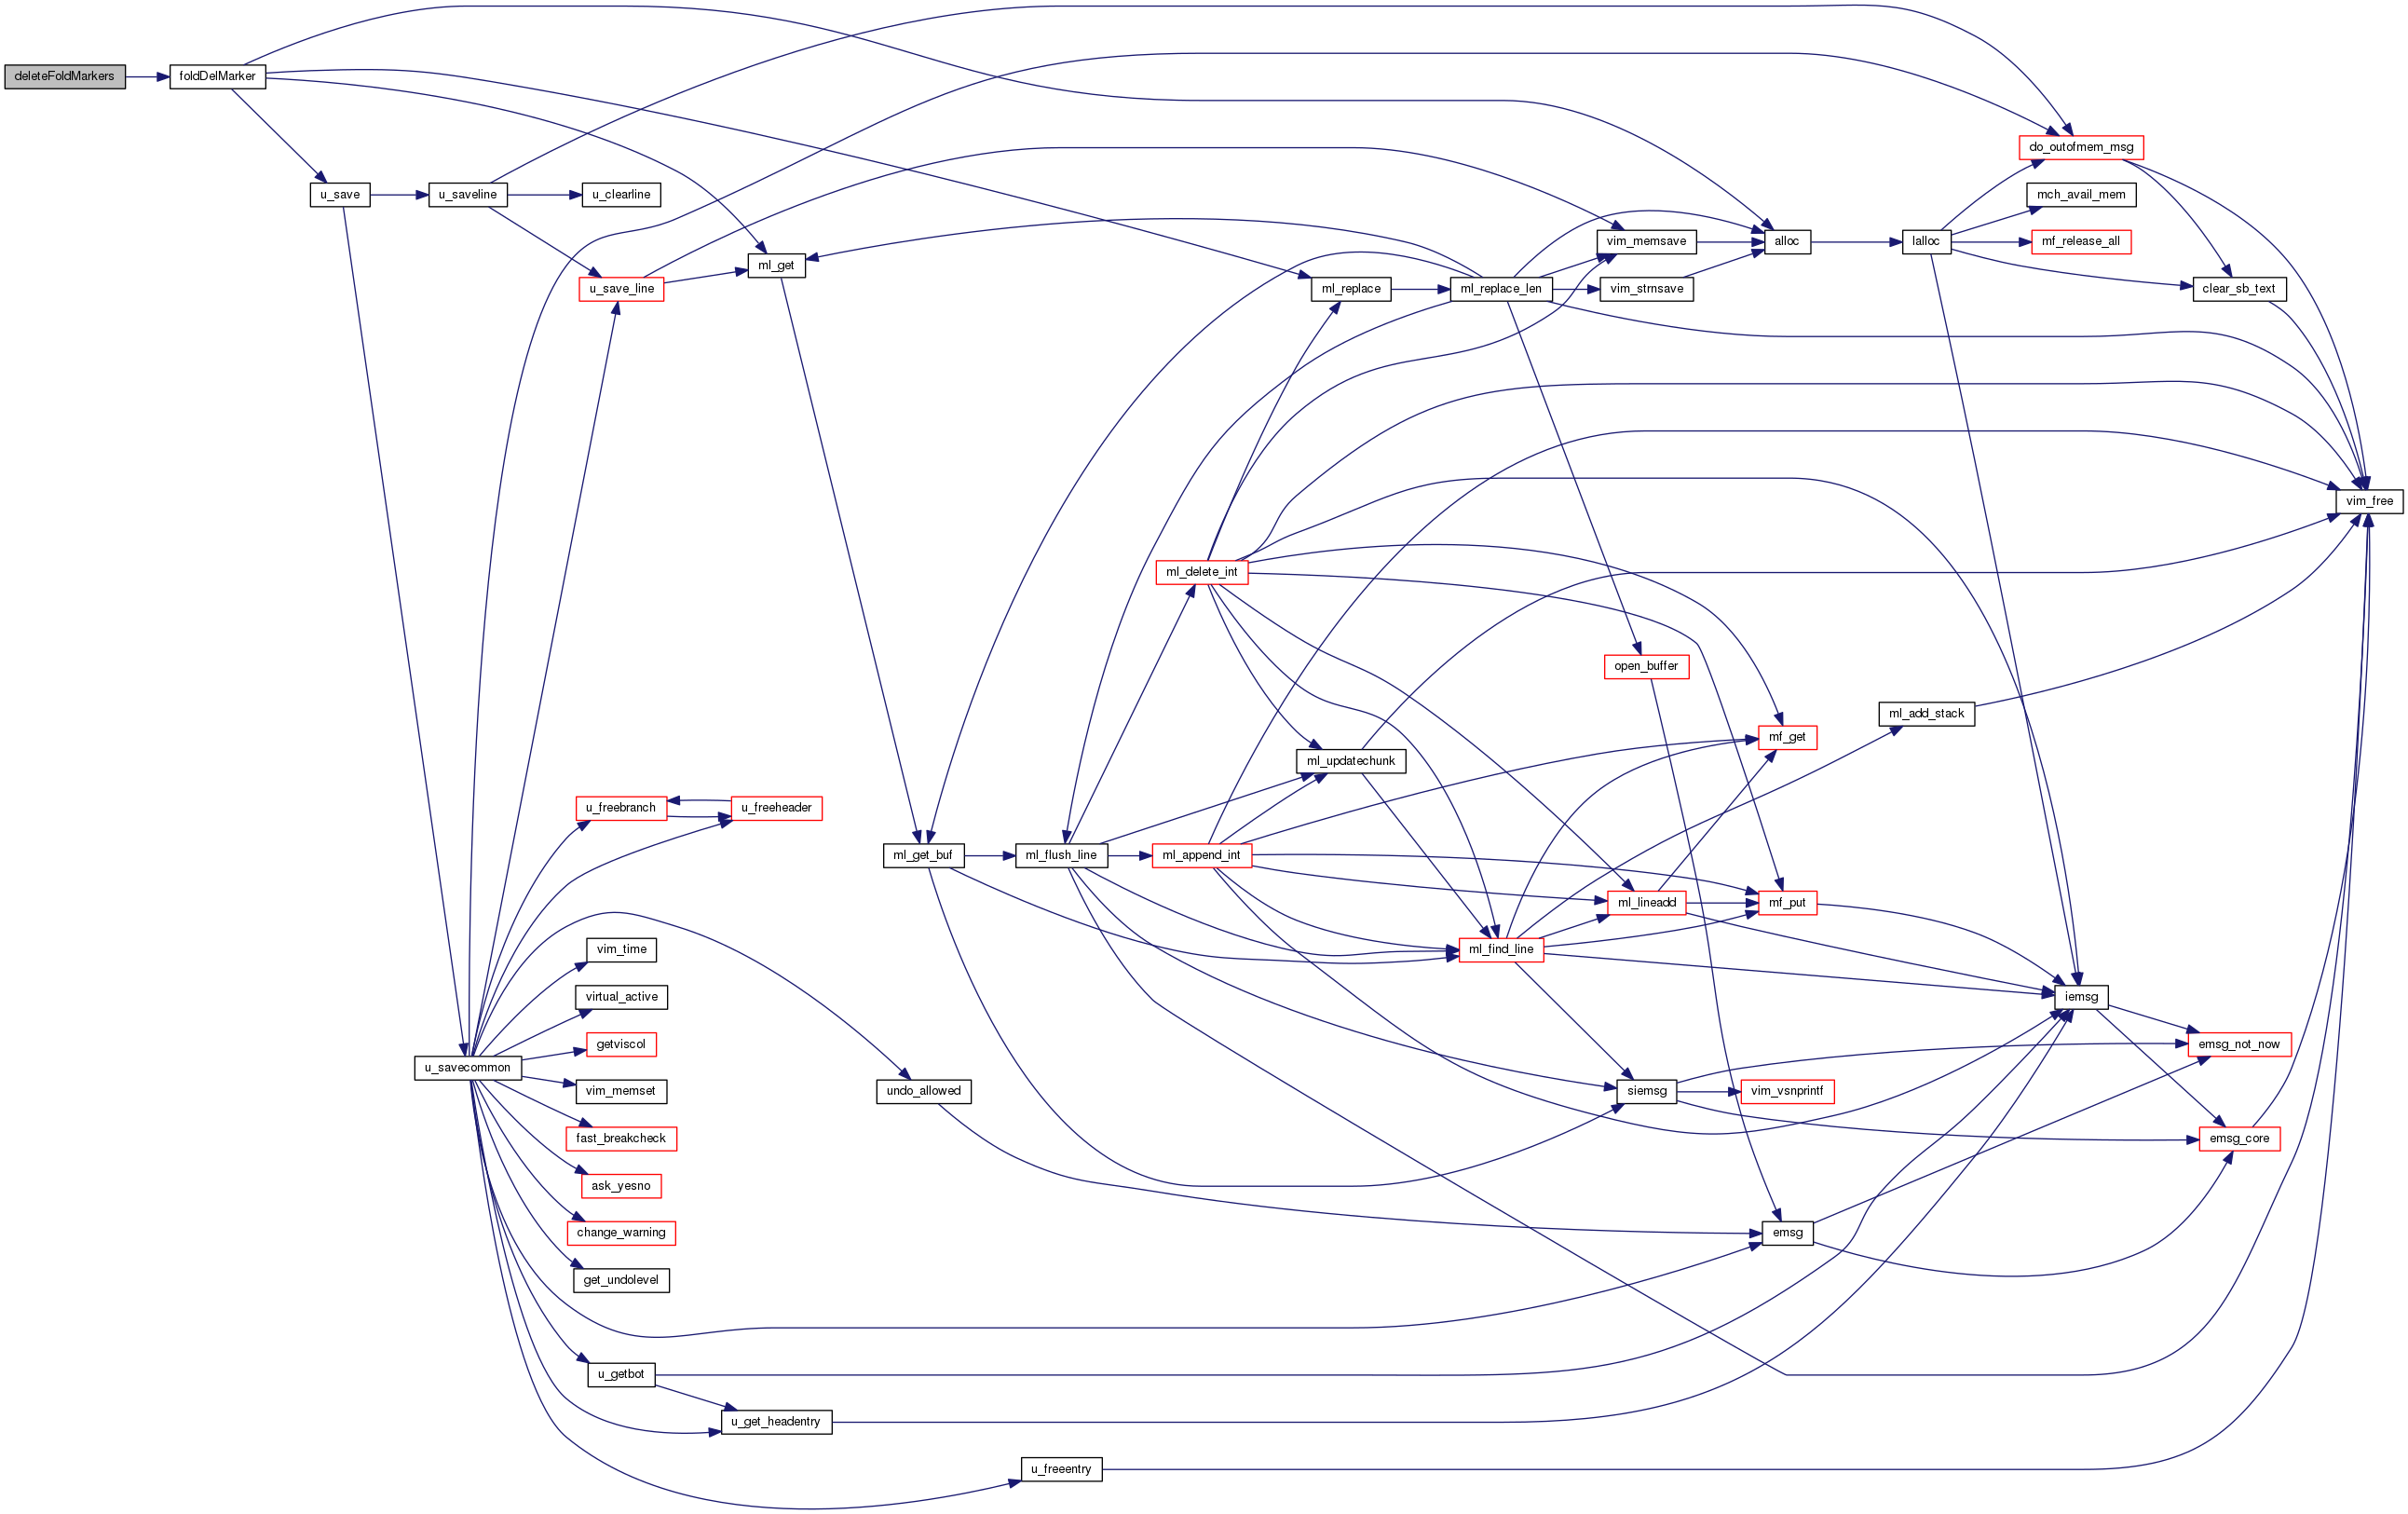 deleteFoldMarkers
foldDelMarker
u_save
u_saveline
u_clearline
u_save_line
ml_get
ml_replace
ml_replace_len
vim_memsave
vim_strnsave
alloc
lalloc
do_outofmem_msg
mch_avail_mem
mf_release_all
clear_sb_text
vim_free
ml_delete_int
open_buffer
ml_add_stack
mf_get
ml_updatechunk
u_freebranch
u_freeheader
ml_get_buf
ml_flush_line
ml_append_int
ml_lineadd
mf_put
ml_find_line
iemsg
emsg_not_now
siemsg
vim_vsnprintf
emsg_core
emsg
vim_time
virtual_active
getviscol
u_savecommon
vim_memset
undo_allowed
fast_breakcheck
ask_yesno
change_warning
get_undolevel
u_getbot
u_get_headentry
u_freeentry